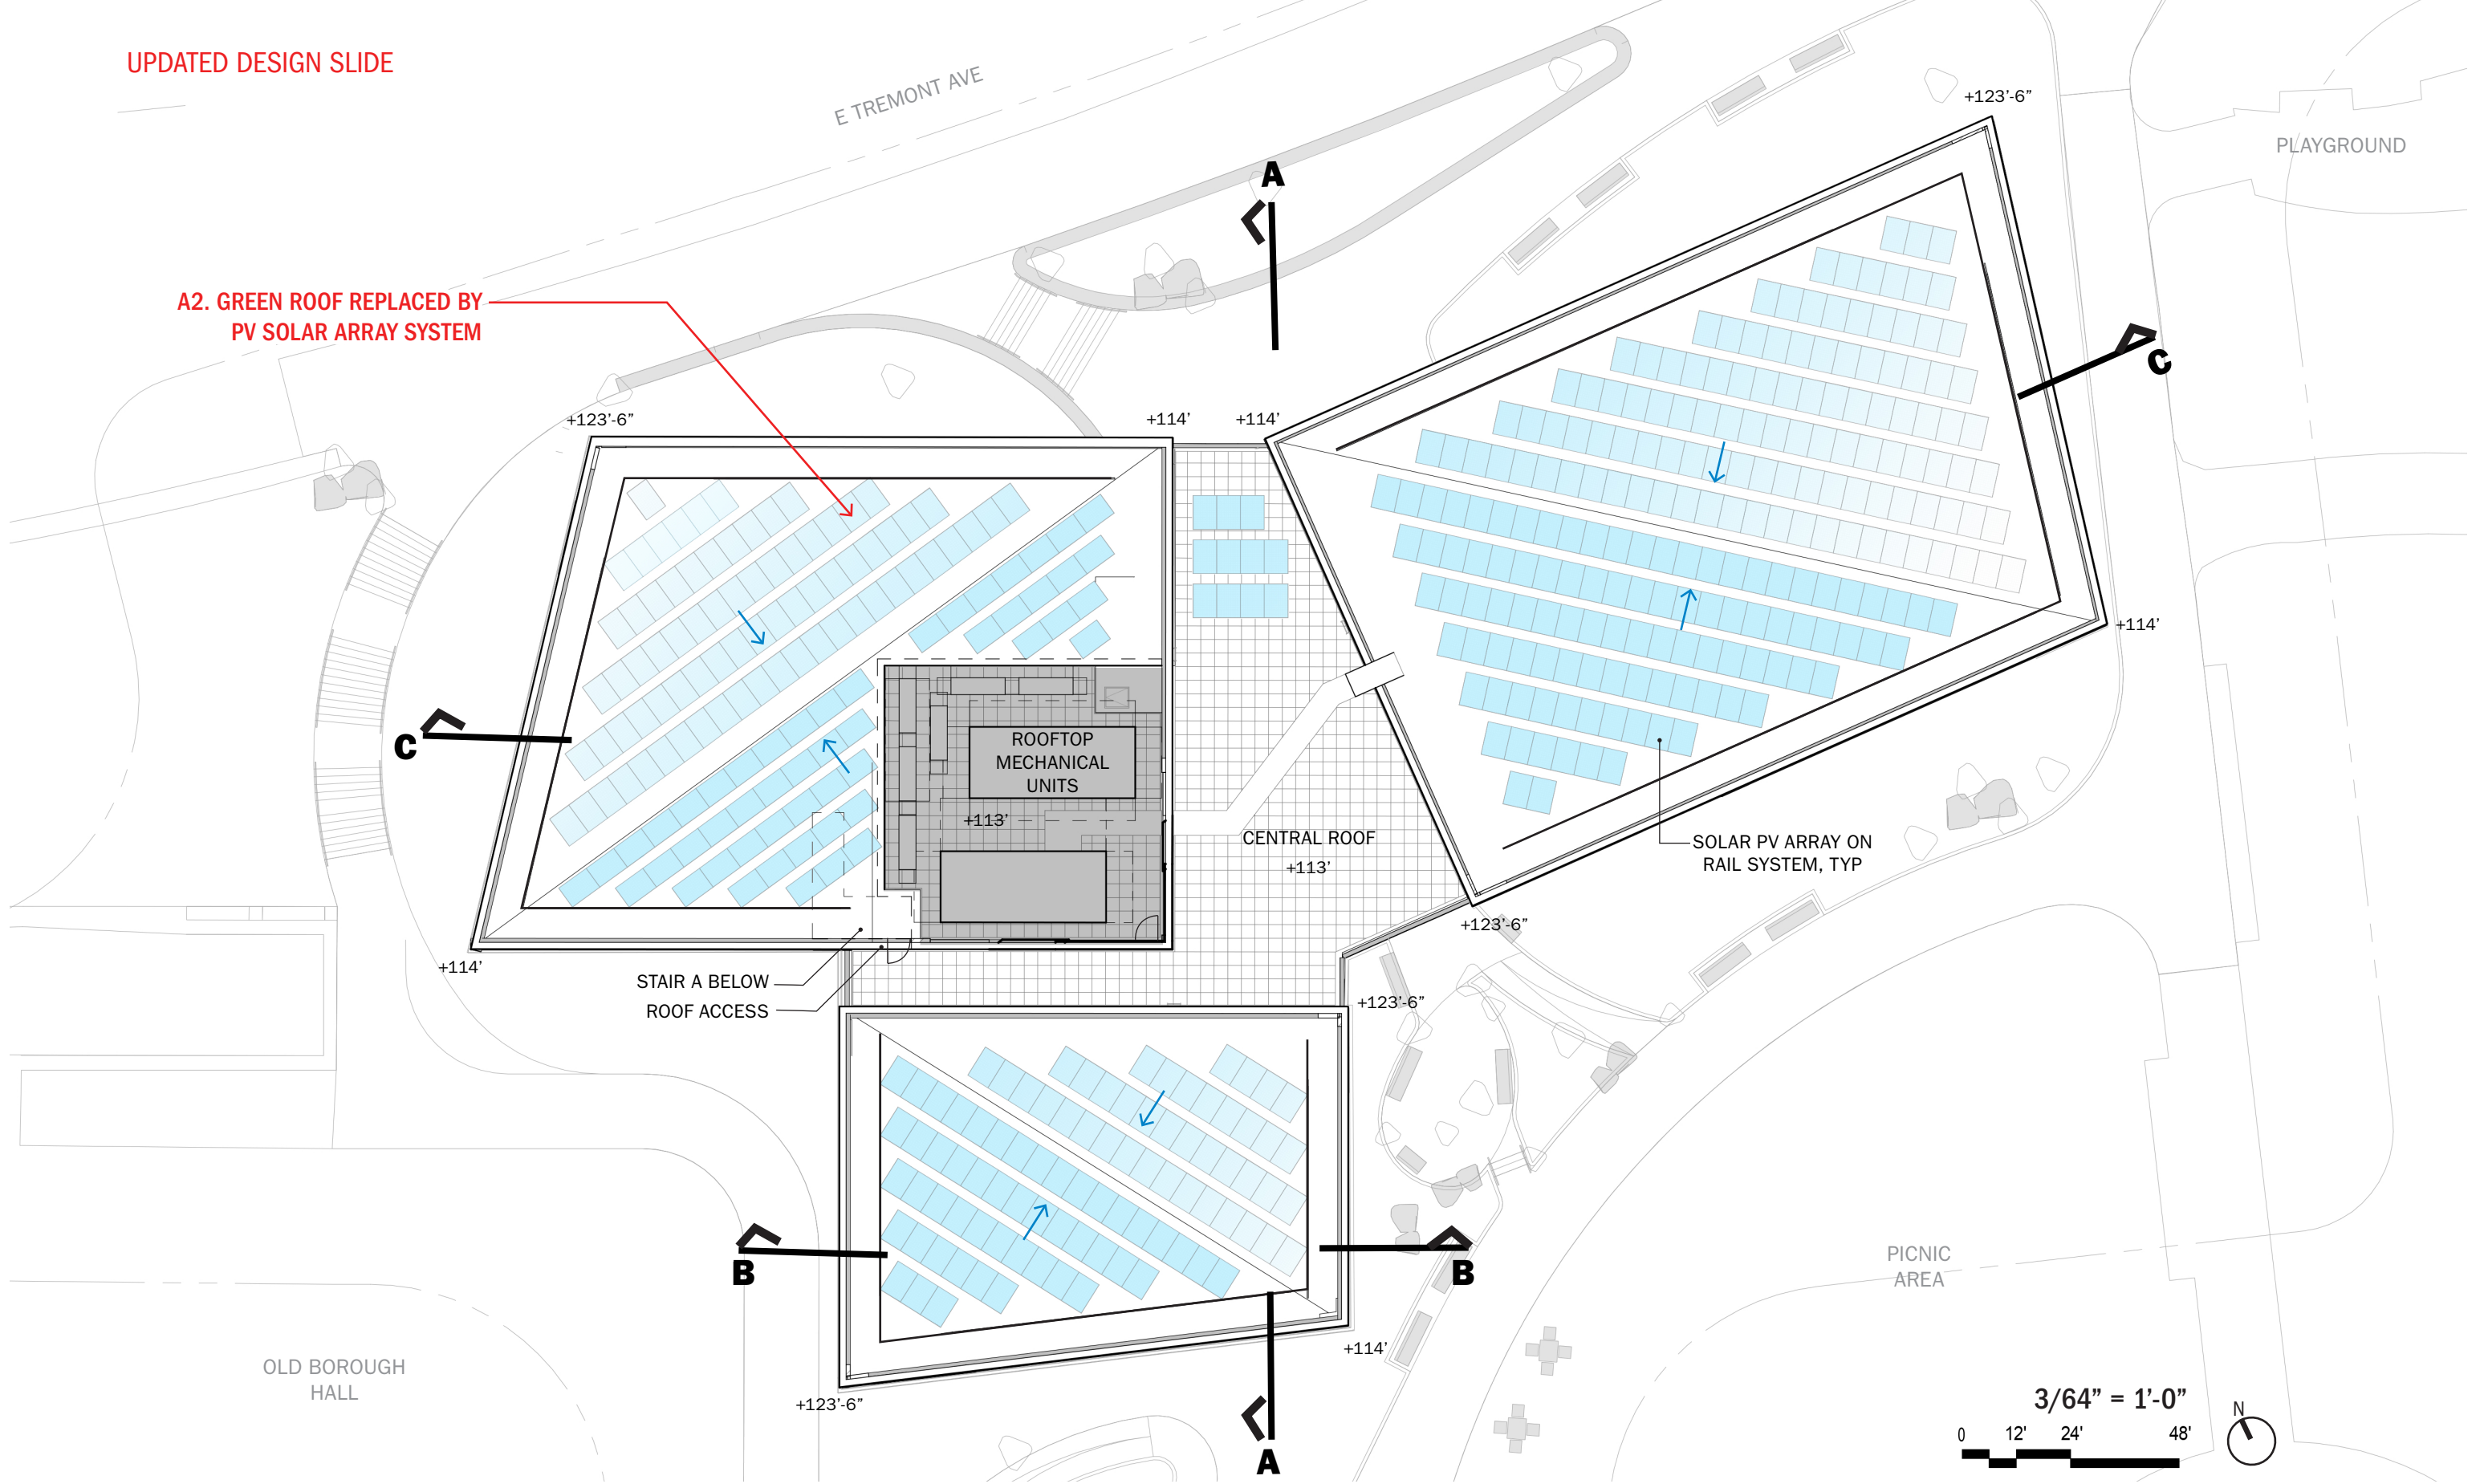 UPDATED DESIGN SLIDE
E TREMONT AVE
+123'-6”
PLAYGROUND
A
A2. GREEN ROOF REPLACED BY
PV SOLAR ARRAY SYSTEM
C
+123'-6”
+114'
+114'
+114'
C
ROOFTOP
MECHANICAL
UNITS
+113'
CENTRAL ROOF
+113'
SOLAR PV ARRAY ON
RAIL SYSTEM, TYP
+123'-6”
+114'
STAIR A BELOW
ROOF ACCESS
+123'-6”
B
B
PICNIC
AREA
+114'
OLD BOROUGH
HALL
+123'-6”
A
3/64” = 1'-0”
N
0 12' 24' 48'